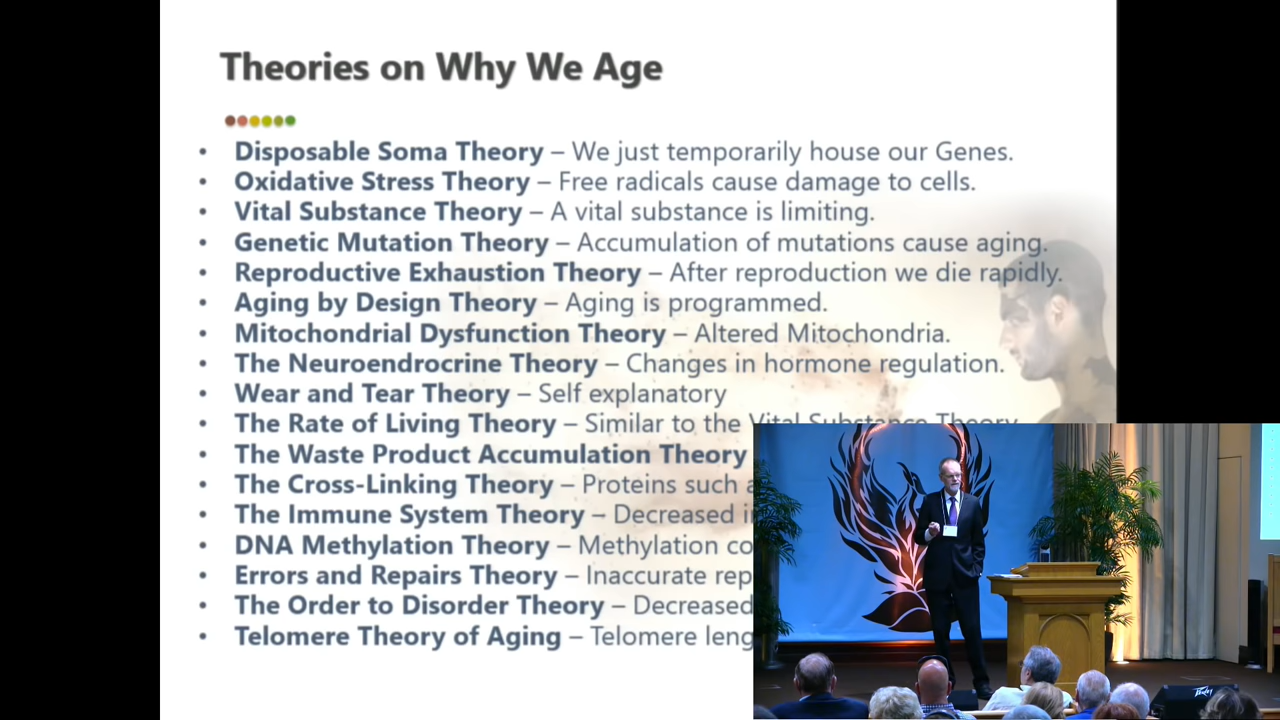 Theories on Why We Age
• Disposable Soma Theory – We just temporarily house our Genes.
• Oxidative Stress Theory – Free radicals cause damage to cells.
• Vital Substance Theory – A vital substance is limiting.
• Genetic Mutation Theory – Accumulation of mutations cause aging.
• Reproductive Exhaustion Theory – After reproduction we die rapidly.
• Aging by Design Theory – Aging is programmed.
• Mitochondrial Dysfunction Theory – Altered Mitochondria.
• The Neuroendrocrine Theory – Changes in hormone regulation.
• Wear and Tear Theory – Self explanatory
• The Rate of Living Theory – Similar to the Vital Substance Theory
• The Waste Product Accumulation Theory
• The Cross-Linking Theory – Proteins such
• The Immune System Theory – Decreased
• DNA Methylation Theory – Methylation
• Errors and Repairs Theory – Inaccurate
• The Order to Disorder Theory – Decreased
• Telomere Theory of Aging – Telomere
Peavey